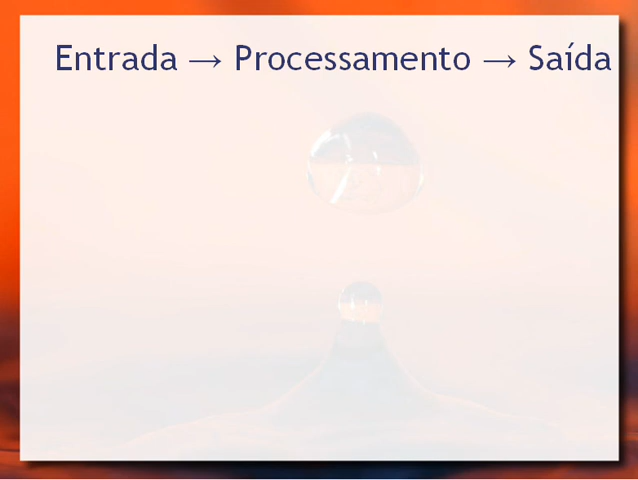 Entrada → Processamento → Saída